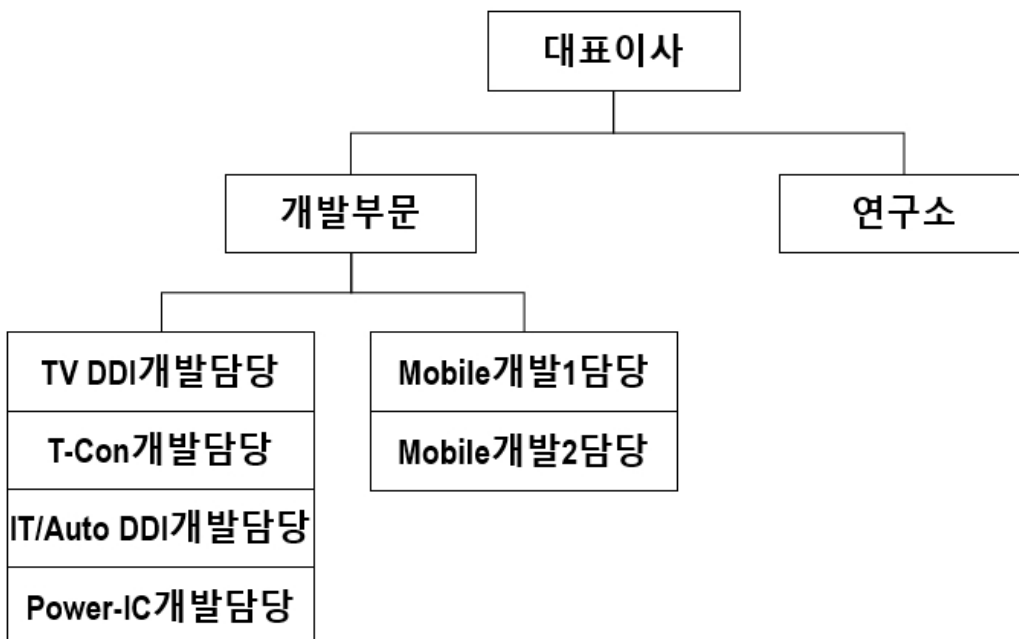 대표이사
개발부문
연구소
TV DDI개발담당
T-Con개발담당
IT/Auto DDI개발담당
Power-IC개발담당
Mobile개발1담당
Mobile개발2담당